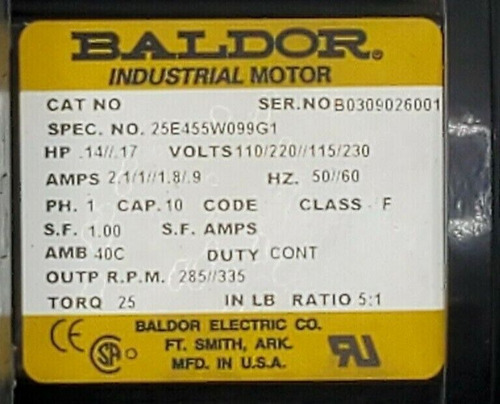 BALDOR®
INDUSTRIAL MOTOR
CAT NO SER.NO B0309026001
SPEC. NO. 25E455W099G1
HP .14//.17 VOLTS 110/220//115/230
AMPS 2.1/1//1.8/.9 HZ. 50//60
PH. 1 CAP. 10 CODE CLASS F
S.F. 1.00 S.F. AMPS
AMB 40C DUTY CONT
OUTP R.P.M. 285//335
TORQ 25 IN LB RATIO 5:1
BALDOR ELECTRIC CO.
FT. SMITH, ARK.
MFD. IN U.S.A.
CE
SA
RU